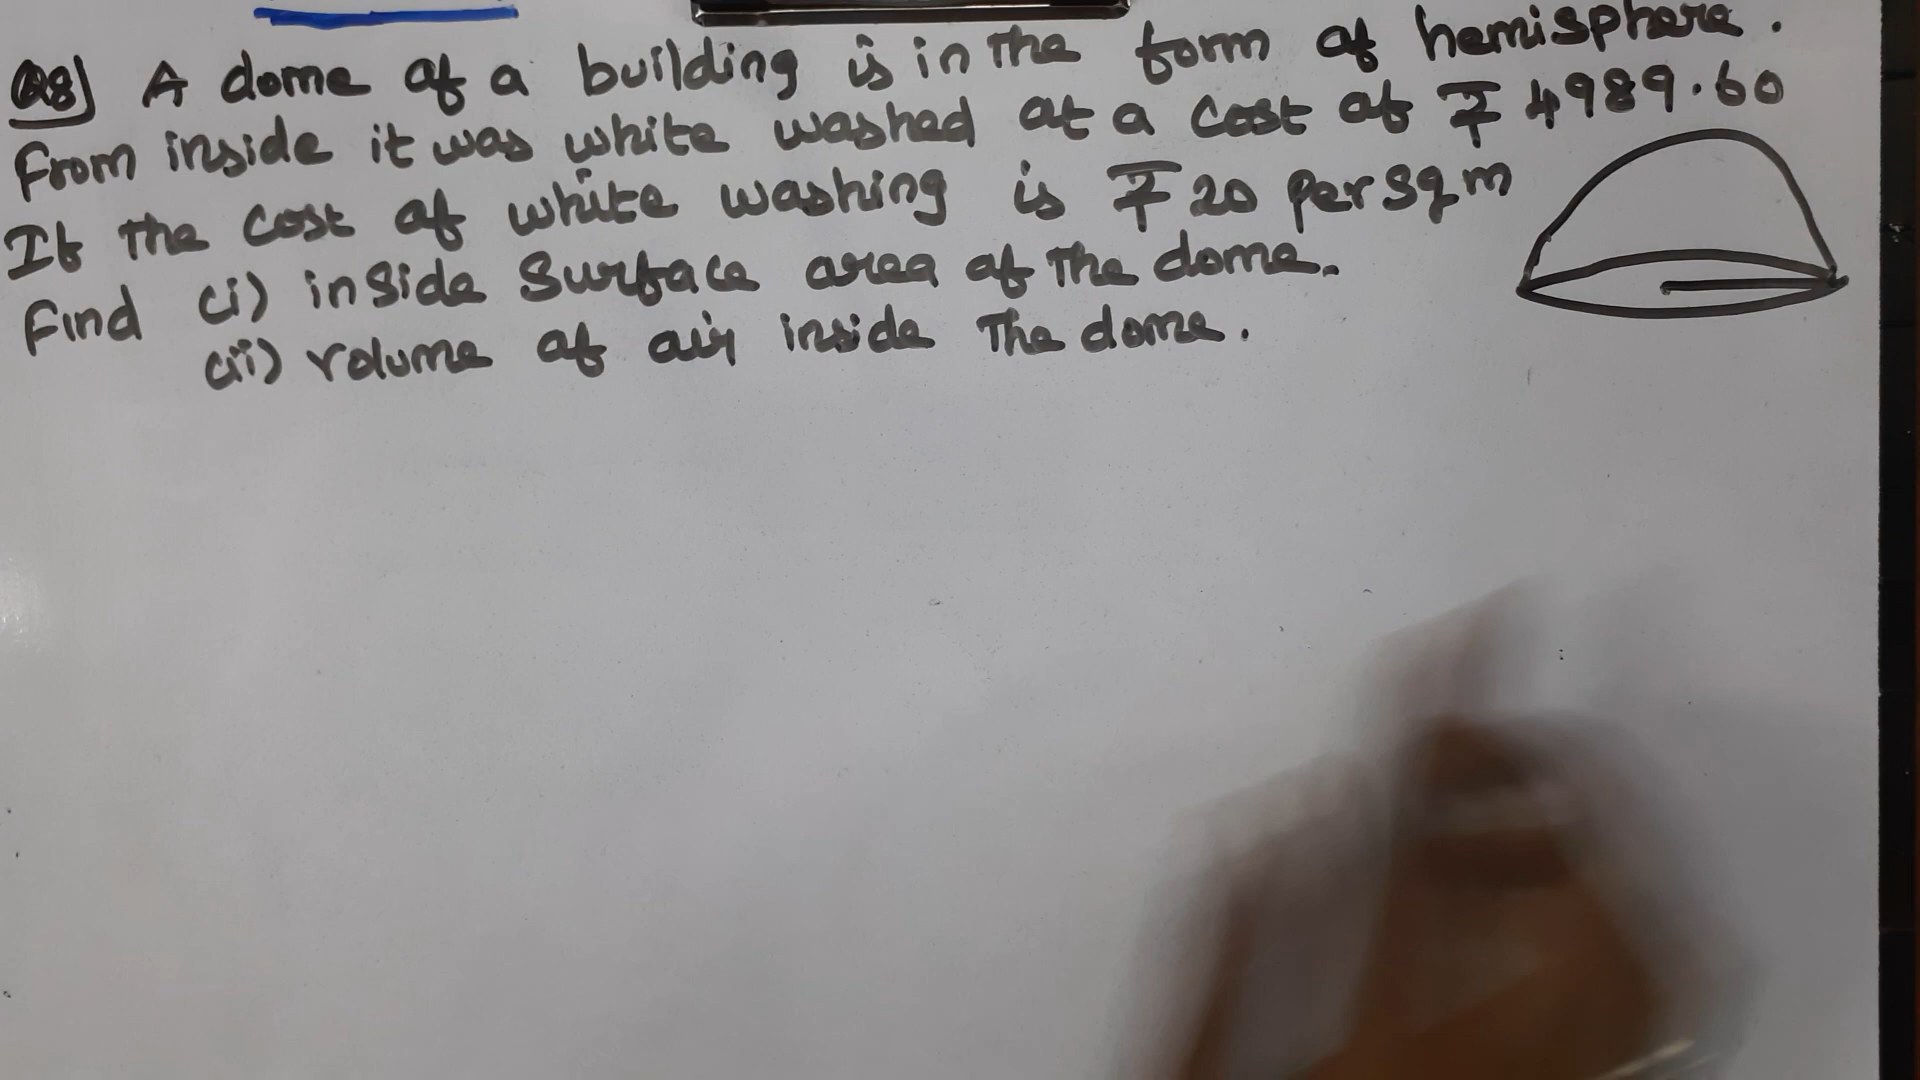 Q8) A dome of a building is in the form of hemisphere.
From inside it was white washed at a cost of ₹ 4989.60
If the cost of white washing is ₹ 20 per sqm
Find (i) inside Surface area of the dome.
(ii) volume of air inside the dome.